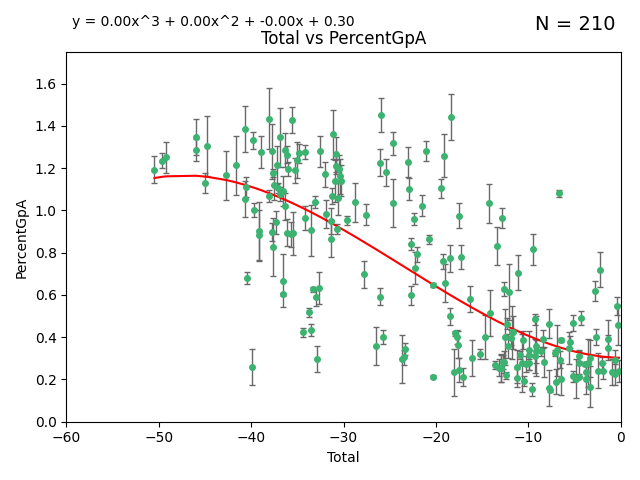 y = 0.00x^3 + 0.00x^2 + -0.00x + 0.30
N = 210
Total vs PercentGpA
PercentGpA
1.6
1.4
1.2
1.0
0.8
0.6
0.4
0.2
0.0
−60 −50 −40 −30 −20 −10 0
Total